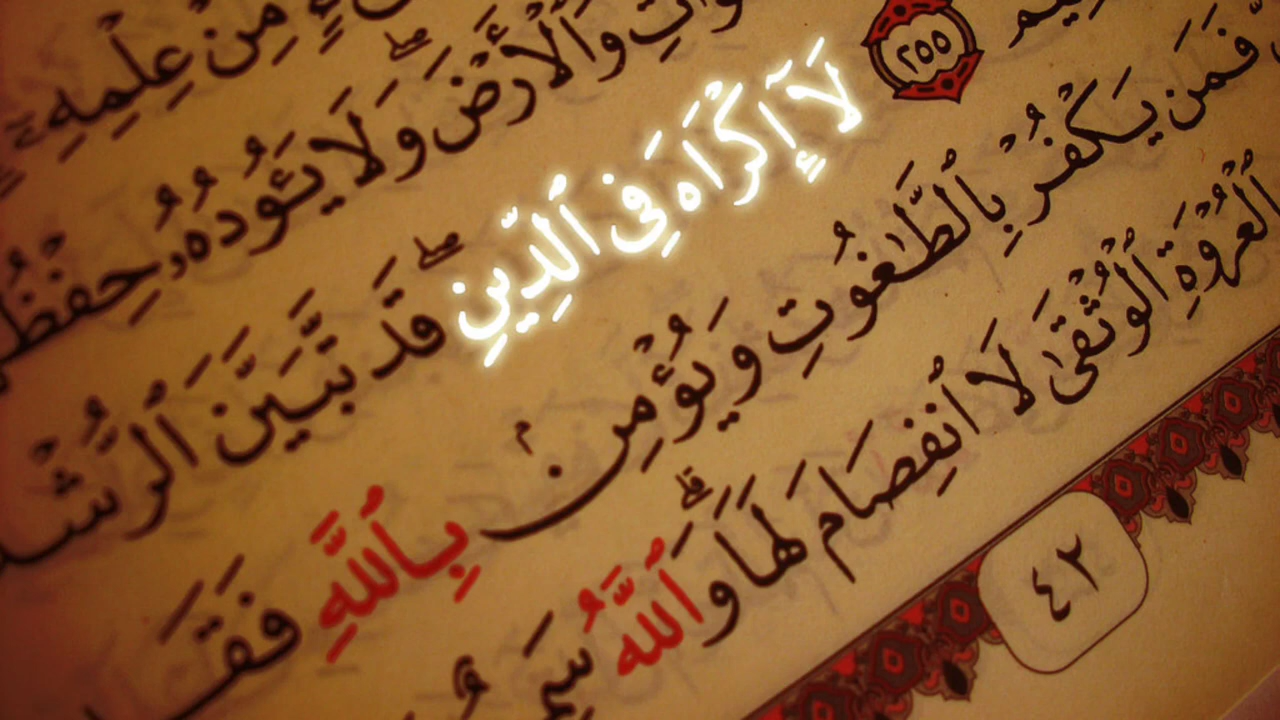 مِنْ عِلْمِهِۦٓ
وَٱلْأَرْضَ ۖ وَلَا يَـُٔودُهُۥ حِفْظُ
٢٥٥ لَآ إِكْرَاهَ فِى ٱلدِّينِ ۖ قَد تَّبَيَّنَ ٱلرُّشْدُ
فَمَن يَكْفُرْ بِٱلطَّـٰغُوتِ وَيُؤْمِنۢ بِٱللَّهِ فَقَ
ٱلْعُرْوَةِ ٱلْوُثْقَىٰ لَا ٱنفِصَامَ لَهَا ۗ وَٱللَّهُ سَمِ
٤٢